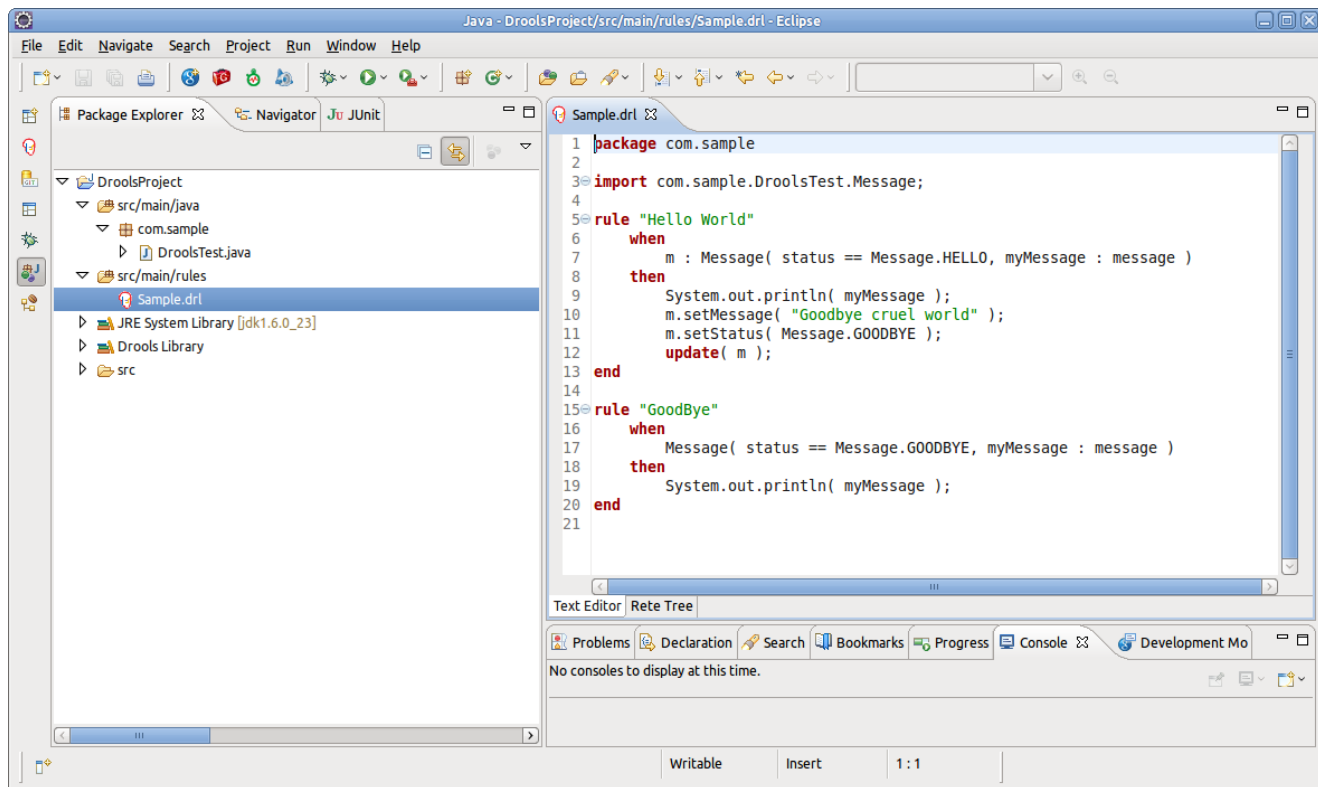 Java - DroolsProject/src/main/rules/Sample.drl - Eclipse
File Edit Navigate Search Project Run Window Help
Package Explorer Navigator JU JUnit
DroolsProject
src/main/java
com.sample
DroolsTest.java
src/main/rules
Sample.drl
JRE System Library [jdk1.6.0_23]
Drools Library
src
Sample.drl
1 package com.sample
2
3 import com.sample.DroolsTest.Message;
4
5 rule "Hello World"
6     when
7         m : Message( status == Message.HELLO, myMessage : message )
8     then
9         System.out.println( myMessage );
10         m.setMessage( "Goodbye cruel world" );
11         m.setStatus( Message.GOODBYE );
12         update( m );
13 end
14
15 rule "GoodBye"
16     when
17         Message( status == Message.GOODBYE, myMessage : message )
18     then
19         System.out.println( myMessage );
20 end
21
Text Editor Rete Tree
Problems Declaration Search Bookmarks Progress Console Development Mo
No consoles to display at this time.
Writable Insert 1 : 1